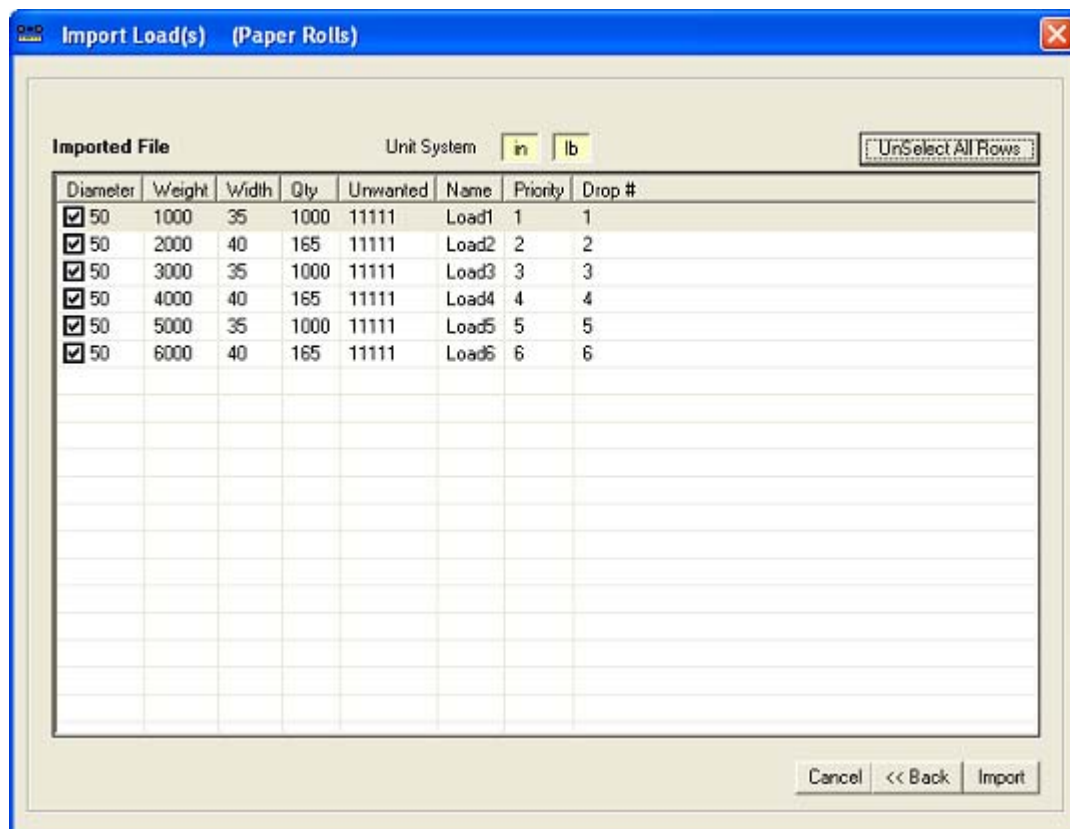 Import Load(s) (Paper Rolls)
Imported File Unit System in lb UnSelect All Rows
Diameter Weight Width Qty Unwanted Name Priority Drop #
50 1000 35 1000 11111 Load1 1 1
50 2000 40 165 11111 Load2 2 2
50 3000 35 1000 11111 Load3 3 3
50 4000 40 165 11111 Load4 4 4
50 5000 35 1000 11111 Load5 5 5
50 6000 40 165 11111 Load6 6 6
Cancel << Back Import